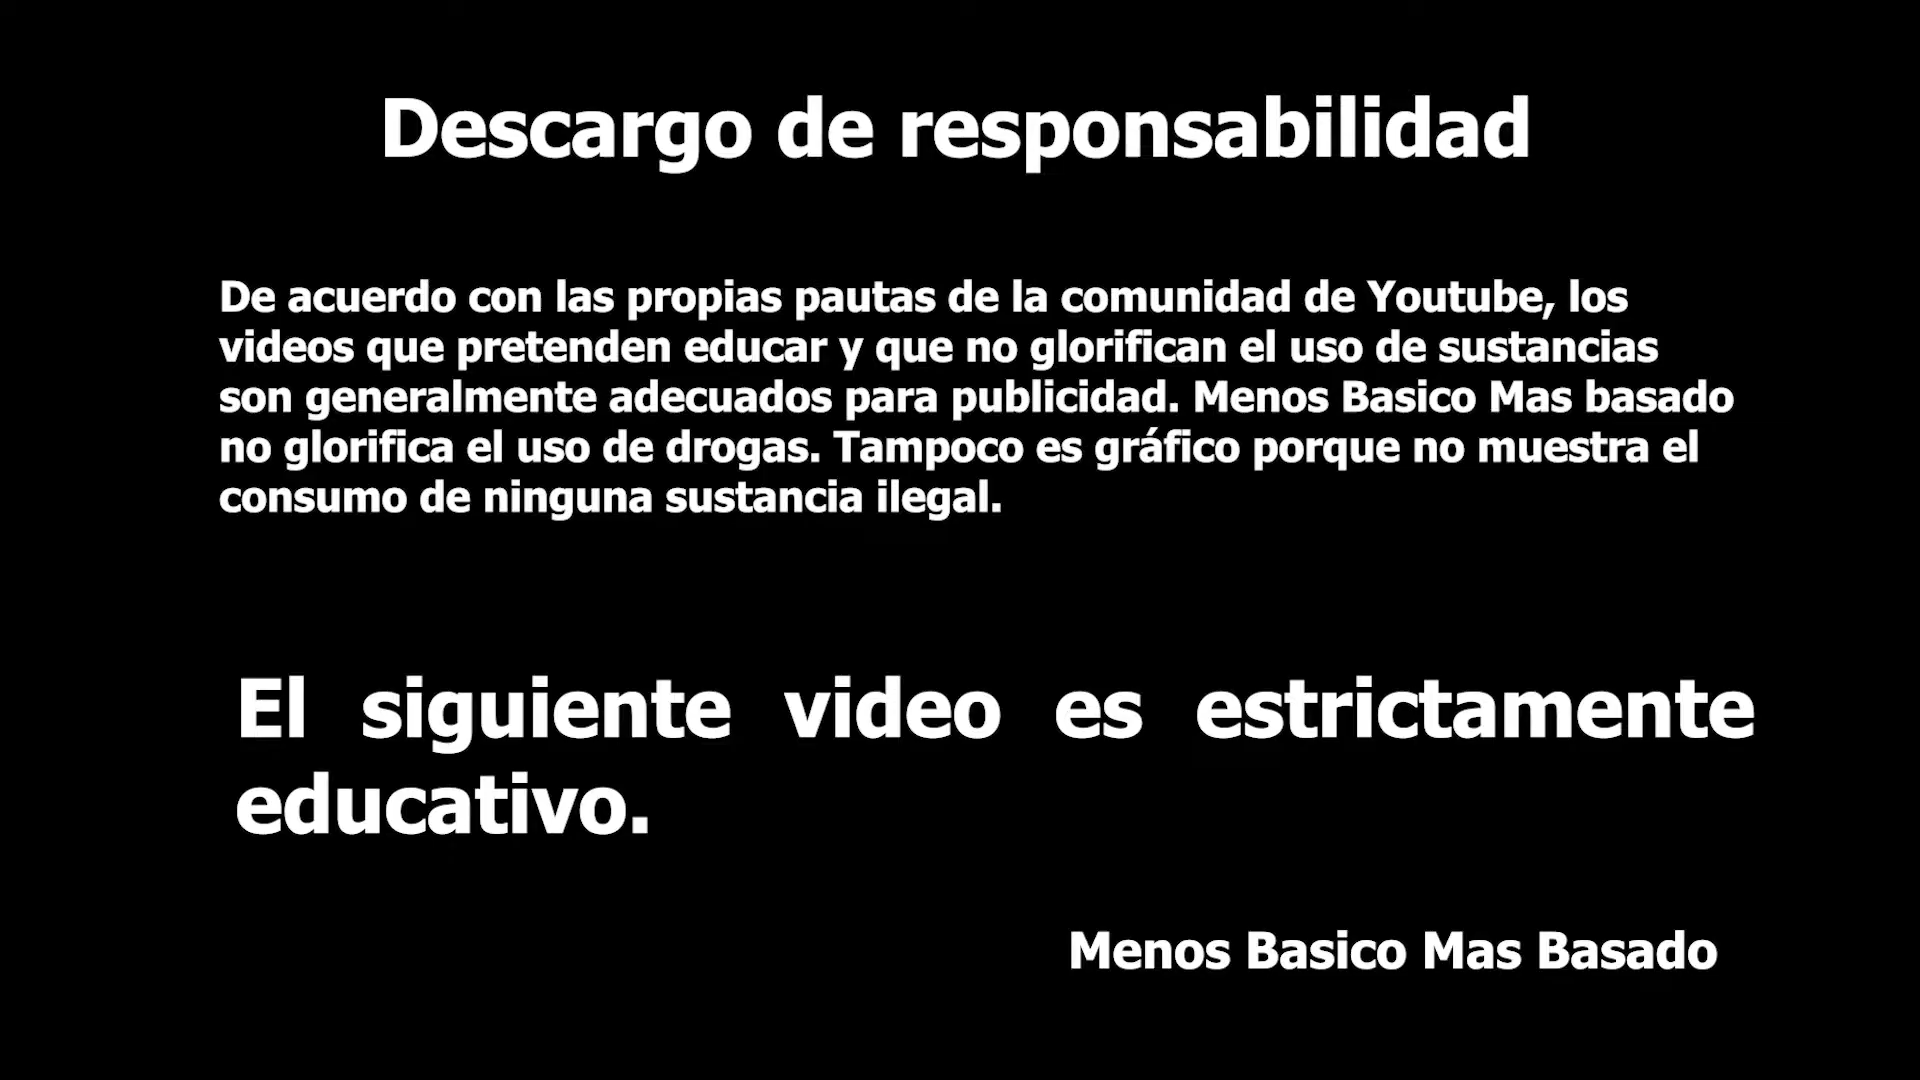 Descargo de responsabilidad
De acuerdo con las propias pautas de la comunidad de Youtube, los
videos que pretenden educar y que no glorifican el uso de sustancias
son generalmente adecuados para publicidad. Menos Basico Mas basado
no glorifica el uso de drogas. Tampoco es gráfico porque no muestra el
consumo de ninguna sustancia ilegal.
El siguiente video es estrictamente
educativo.
Menos Basico Mas Basado